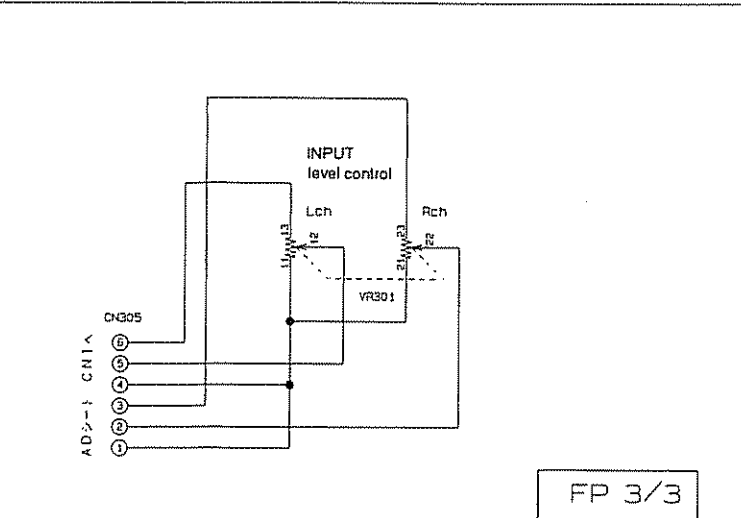 INPUT
level control
Lch
Rch
13
12
11
23
22
21
VR301
CN305
ADシート CN1へ
6
5
4
3
2
1
FP 3/3